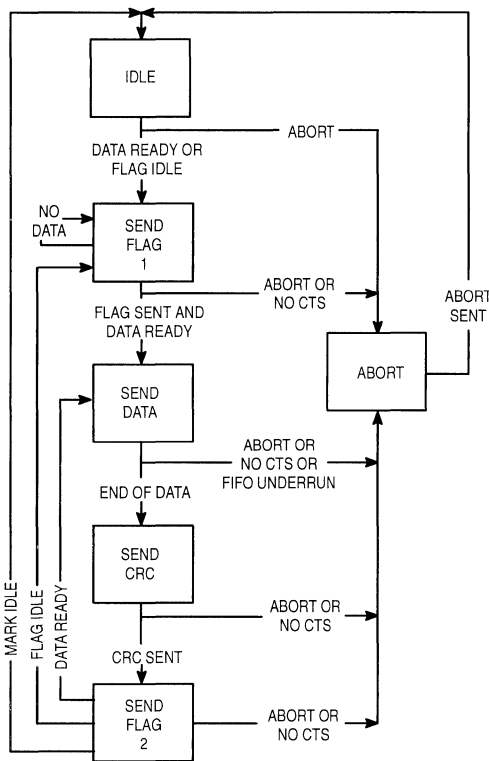 IDLE
ABORT
DATA READY OR
FLAG IDLE
NO
DATA
SEND
FLAG
1
ABORT OR
NO CTS
ABORT
SENT
FLAG SENT AND
DATA READY
ABORT
SEND
DATA
ABORT OR
NO CTS OR
FIFO UNDERRUN
END OF DATA
SEND
CRC
MARK IDLE
FLAG IDLE
DATA READY
ABORT OR
NO CTS
CRC SENT
SEND
FLAG
2
ABORT OR
NO CTS